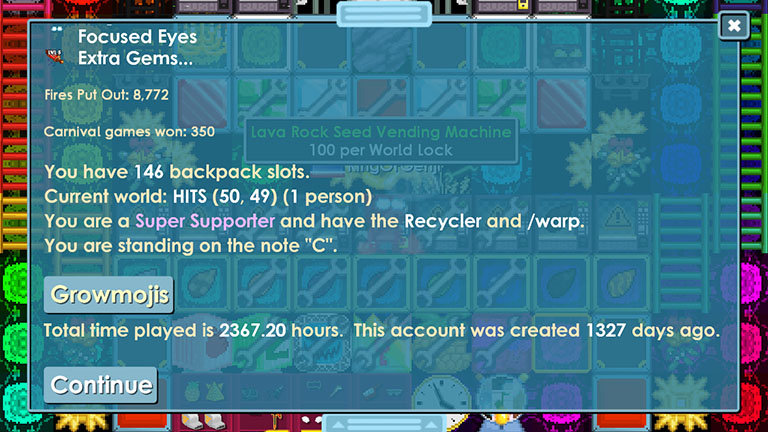 Focused Eyes
Extra Gems...
Fires Put Out: 8,772
Carnival games won: 350
Lava Rock Seed Vending Machine
100 per World Lock
You have 146 backpack slots.
Current world: HITS (50, 49) (1 person)
You are a Super Supporter and have the Recycler and /warp.
You are standing on the note "C".
Growmojis
Total time played is 2367.20 hours. This account was created 1327 days ago.
Continue